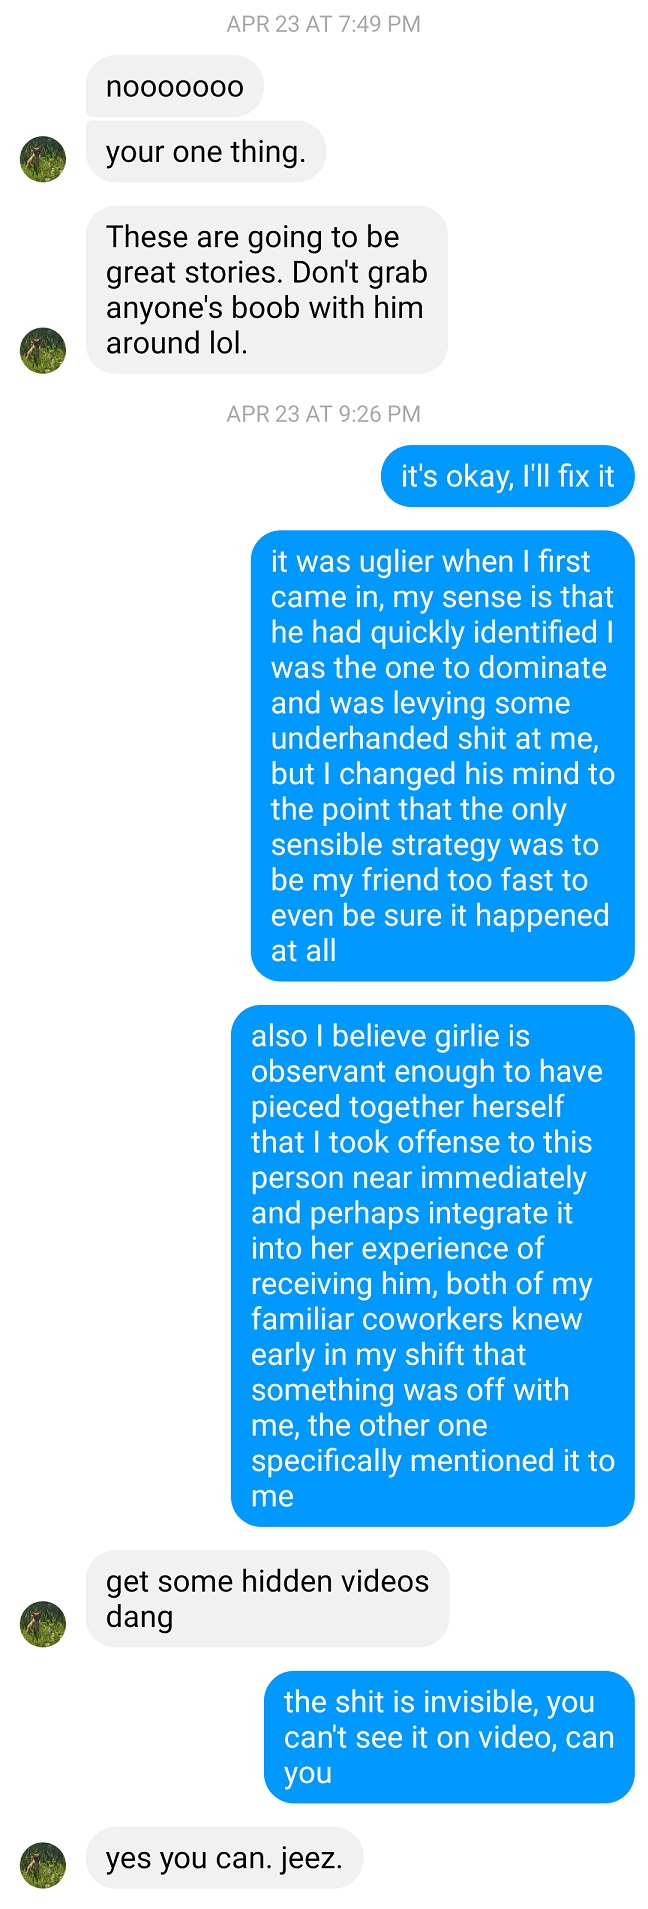 APR 23 AT 7:49 PM
nooooooo
your one thing.
These are going to be
great stories. Don't grab
anyone's boob with him
around lol.
APR 23 AT 9:26 PM
it's okay, I'll fix it
it was uglier when I first
came in, my sense is that
he had quickly identified I
was the one to dominate
and was levying some
underhanded shit at me,
but I changed his mind to
the point that the only
sensible strategy was to
be my friend too fast to
even be sure it happened
at all
also I believe girlie is
observant enough to have
pieced together herself
that I took offense to this
person near immediately
and perhaps integrate it
into her experience of
receiving him, both of my
familiar coworkers knew
early in my shift that
something was off with
me, the other one
specifically mentioned it to
me
get some hidden videos
dang
the shit is invisible, you
can't see it on video, can
you
yes you can. jeez.